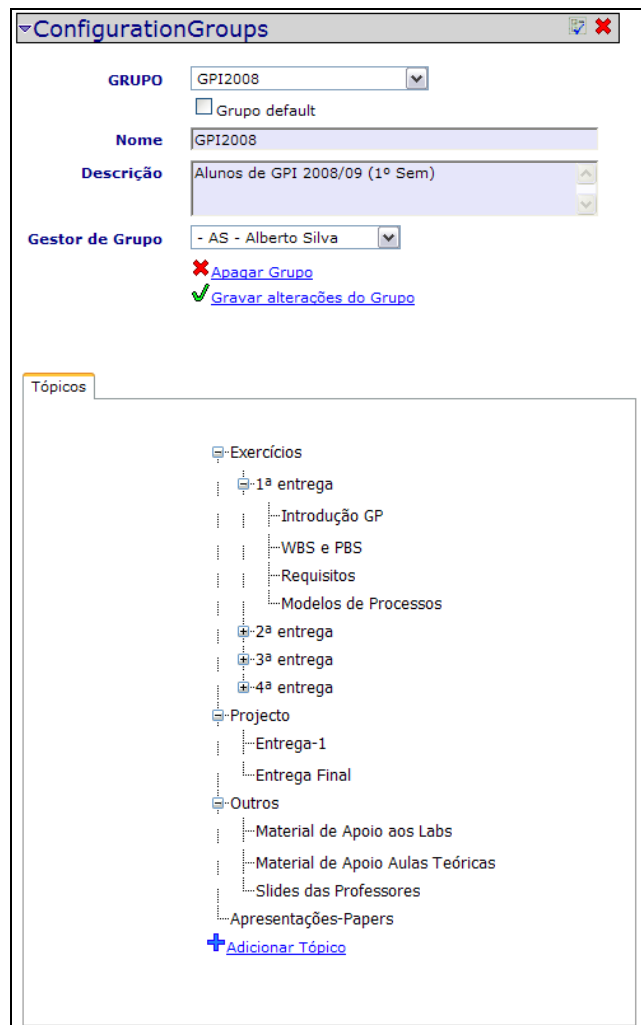 ConfigurationGroups
GRUPO GPI2008
Grupo default
Nome GPI2008
Descrição Alunos de GPI 2008/09 (1º Sem)
Gestor de Grupo - AS - Alberto Silva
Apagar Grupo
Gravar alterações do Grupo
Tópicos
Exercícios
1ª entrega
Introdução GP
WBS e PBS
Requisitos
Modelos de Processos
2ª entrega
3ª entrega
4ª entrega
Projecto
Entrega-1
Entrega Final
Outros
Material de Apoio aos Labs
Material de Apoio Aulas Teóricas
Slides das Professores
Apresentações-Papers
Adicionar Tópico